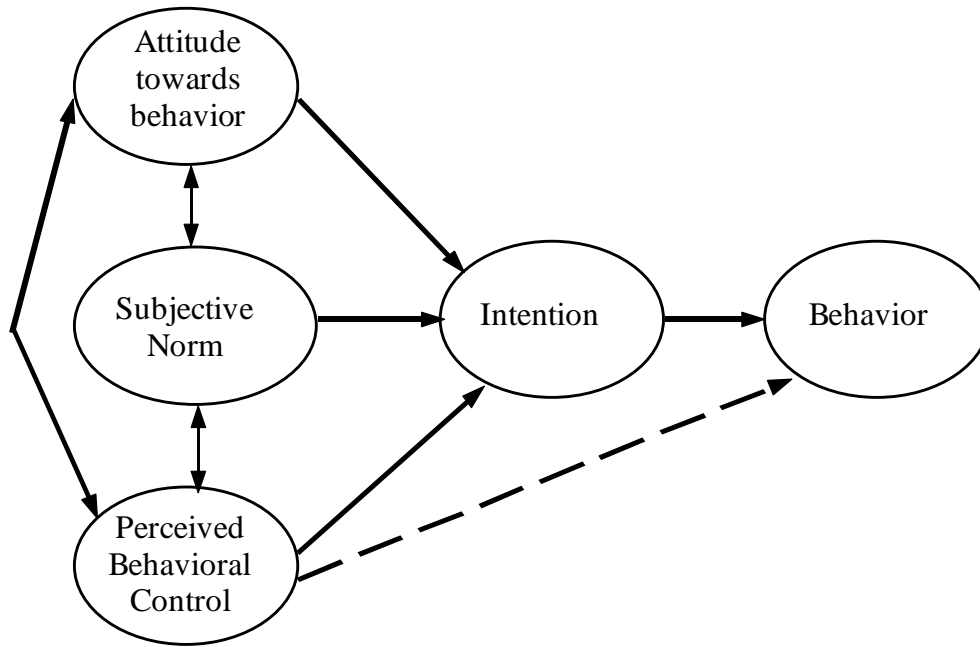 Attitude
towards
behavior
Subjective
Norm
Intention
Behavior
Perceived
Behavioral
Control